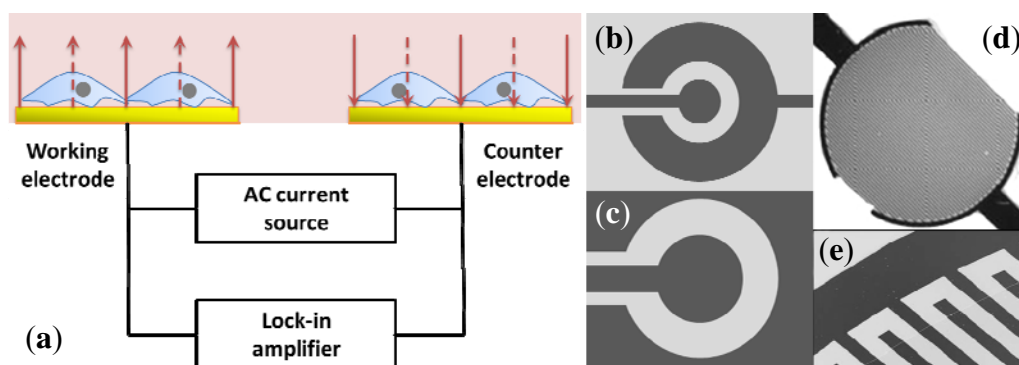 (b)
(d)
Working
electrode
Counter
electrode
AC current
source
(c)
(e)
Lock-in
amplifier
(a)